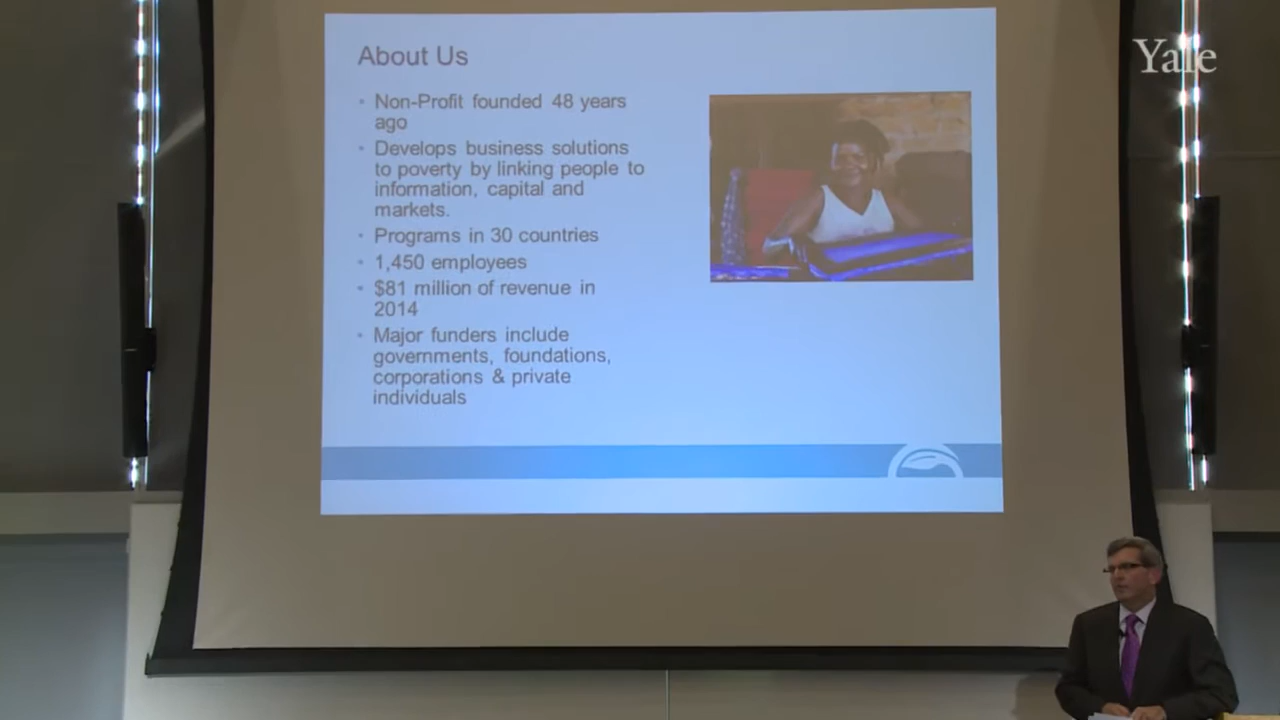 Yale
About Us
Non-Profit founded 48 years
ago
Develops business solutions
to poverty by linking people to
information, capital and
markets.
Programs in 30 countries
1,450 employees
$81 million of revenue in
2014
Major funders include
governments, foundations,
corporations & private
individuals